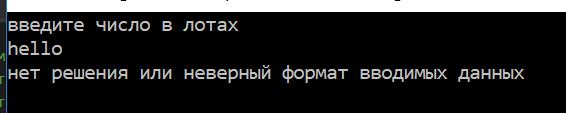 введите число в лотах
hello
нет решения или неверный формат вводимых данных